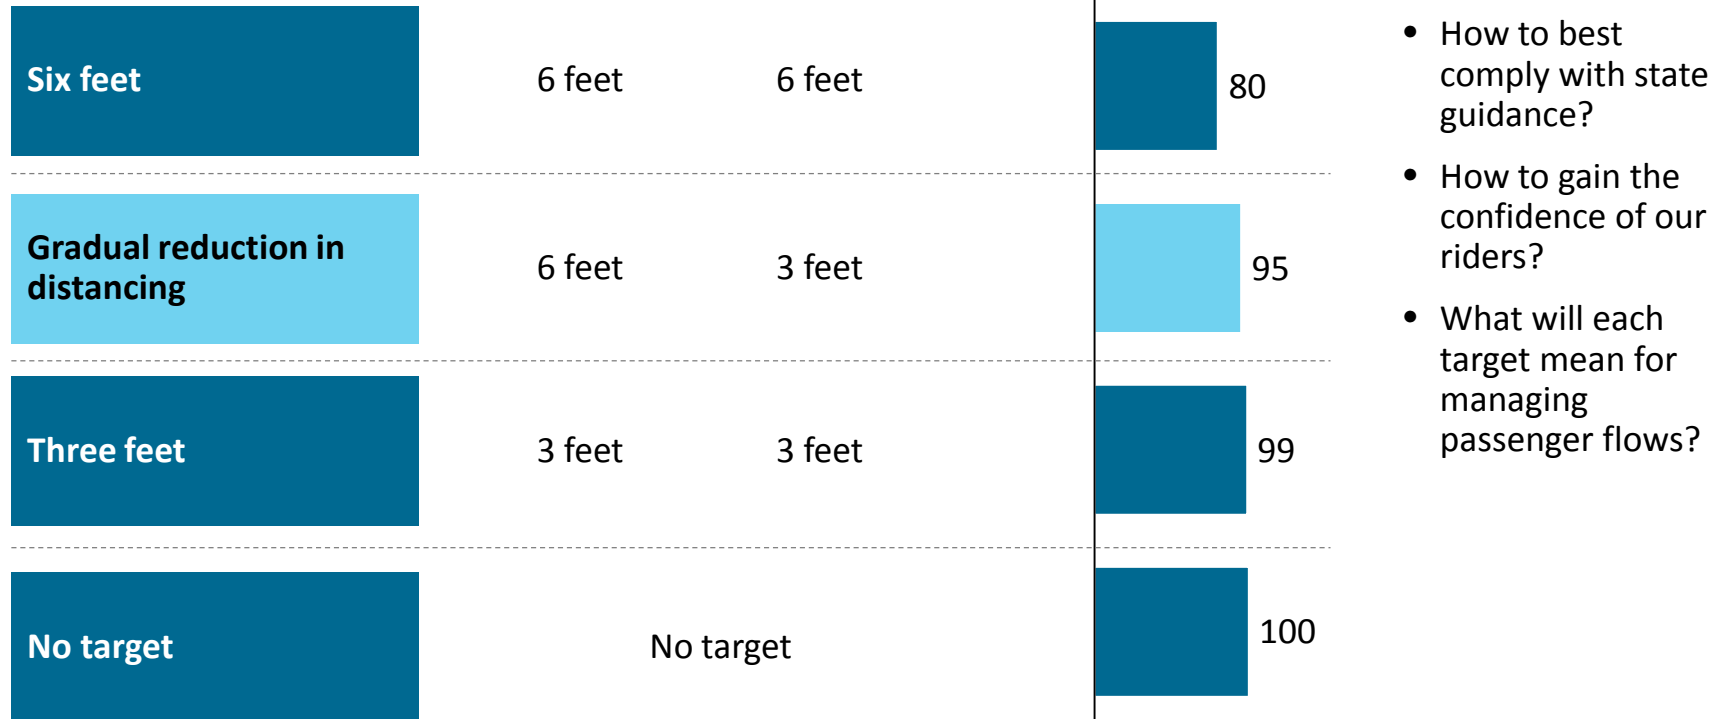 Six feet
6 feet
6 feet
80
Gradual reduction in
distancing
6 feet
3 feet
95
Three feet
3 feet
3 feet
99
No target
No target
100
• How to best
comply with state
guidance?
• How to gain the
confidence of our
riders?
• What will each
target mean for
managing
passenger flows?